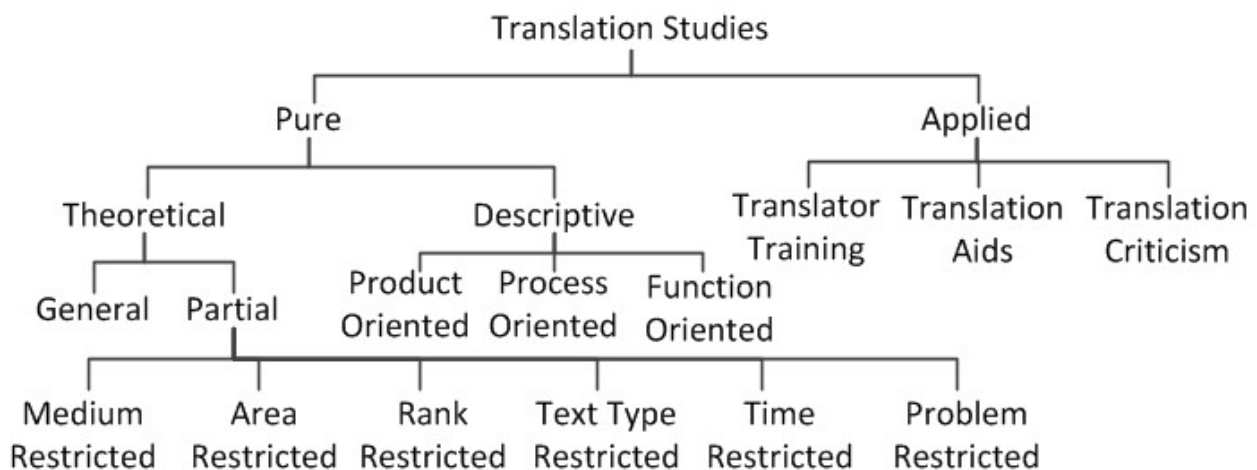 Translation Studies
Pure
Applied
Theoretical
Descriptive
Translator
Training
Translation
Aids
Translation
Criticism
General
Partial
Product
Oriented
Process
Oriented
Function
Oriented
Medium
Restricted
Area
Restricted
Rank
Restricted
Text Type
Restricted
Time
Restricted
Problem
Restricted